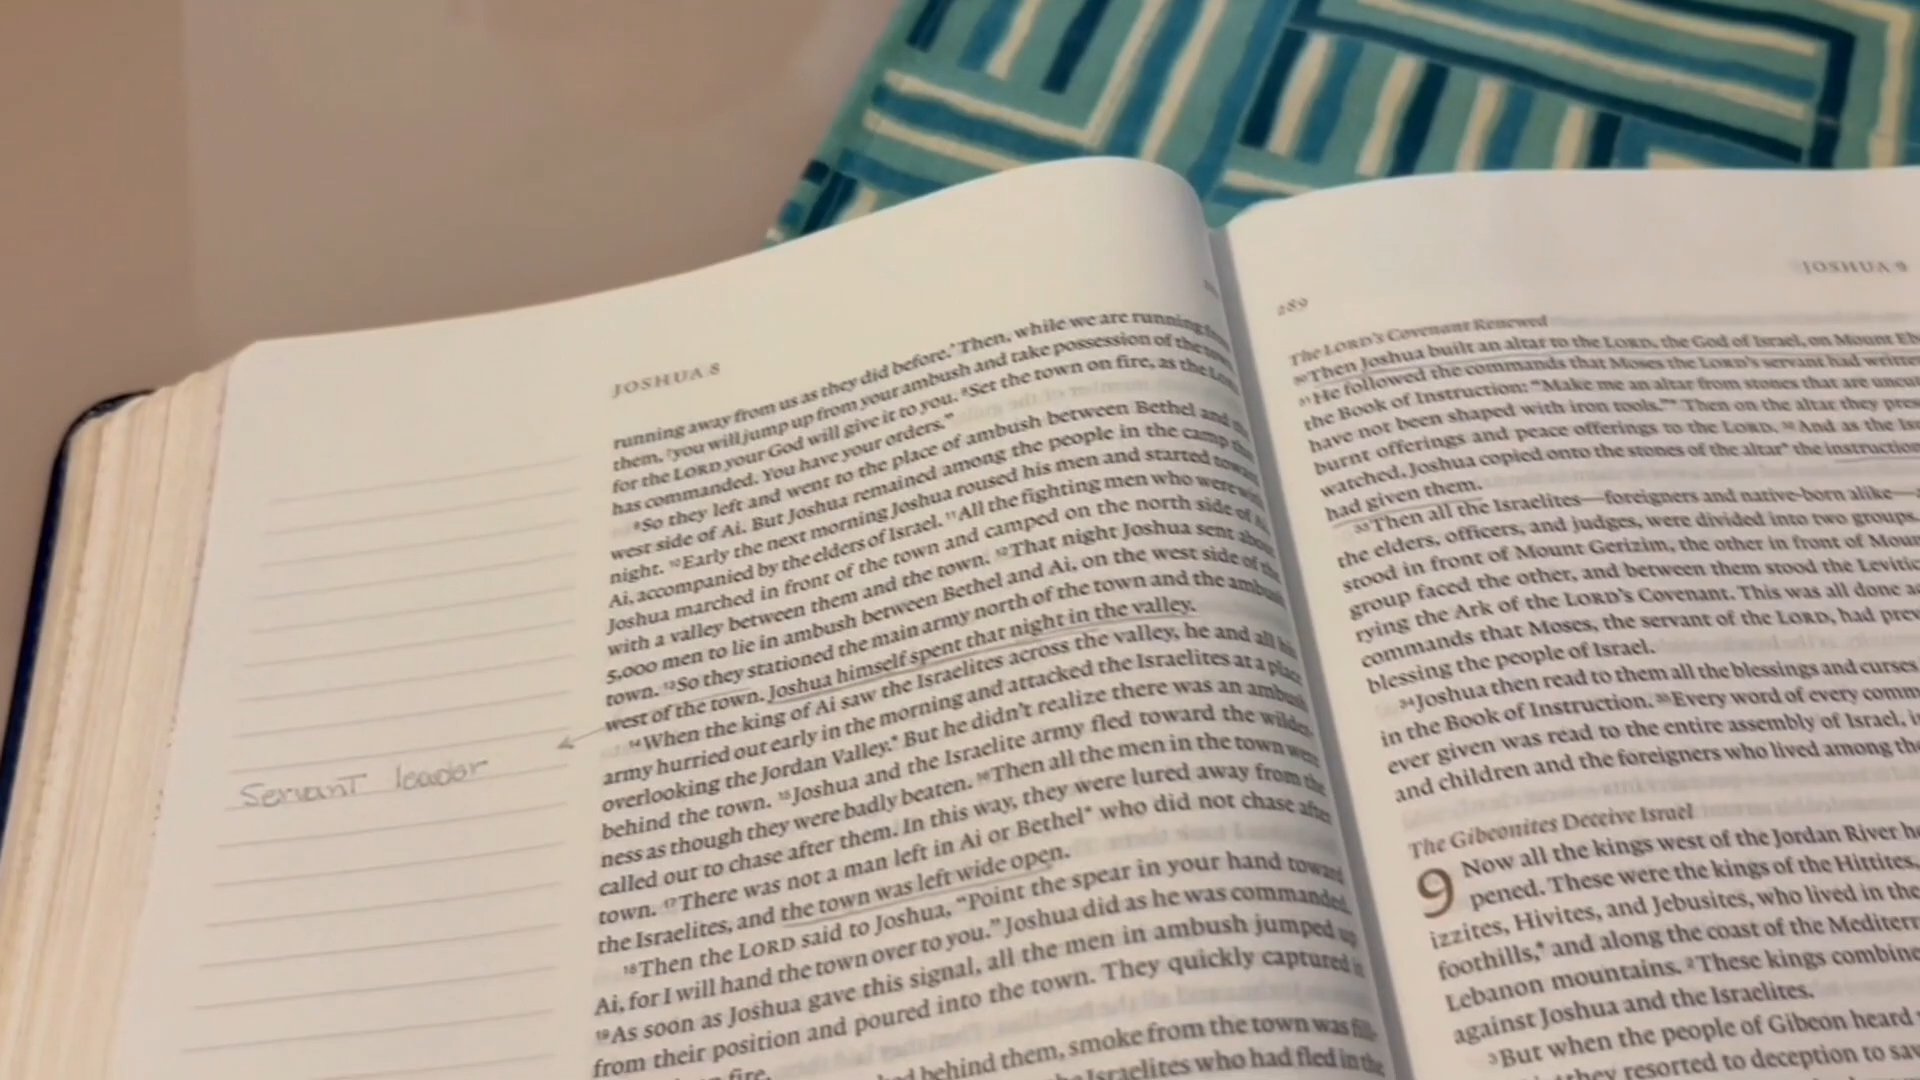 JOSHUA 8
running away from us as they did before.’ Then, while we are running
them, ⁷you will jump up from your ambush and take possession of the town,
for the LORD your God will give it to you. ⁸Set the town on fire, as the LORD
has commanded. You have your orders.”
⁹So they left and went to the place of ambush between Bethel and the
west side of Ai. But Joshua remained among the people in the camp that
night. ¹⁰Early the next morning Joshua roused his men and started toward
Ai, accompanied by the elders of Israel. ¹¹All the fighting men who were with
Joshua marched in front of the town and camped on the north side of Ai,
with a valley between them and the town. ¹²That night Joshua sent about
5,000 men to lie in ambush between Bethel and Ai, on the west side of the
town. ¹³So they stationed the main army north of the town and the ambush
west of the town. Joshua himself spent that night in the valley.
¹⁴When the king of Ai saw the Israelites across the valley, he and all his
army hurried out early in the morning and attacked the Israelites at a place
overlooking the Jordan Valley.* But he didn’t realize there was an ambush
behind the town. ¹⁵Joshua and the Israelite army fled toward the wilder-
ness as though they were badly beaten. ¹⁶Then all the men in the town were
called out to chase after them. In this way, they were lured away from the
town. ¹⁷There was not a man left in Ai or Bethel* who did not chase after
the Israelites, and the town was left wide open.
¹⁸Then the LORD said to Joshua, “Point the spear in your hand toward
Ai, for I will hand the town over to you.” Joshua did as he was commanded.
¹⁹As soon as Joshua gave this signal, all the men in ambush jumped up
from their position and poured into the town. They quickly captured it
fire.
behind them, smoke from the town was fill-
Israelites who had fled in the
Servant leader
289
JOSHUA 9
The LORD’s Covenant Renewed
³⁰Then Joshua built an altar to the LORD, the God of Israel, on Mount
³¹He followed the commands that Moses the LORD’s servant had written
the Book of Instruction: “Make me an altar from stones that are uncut
have not been shaped with iron tools.”* Then on the altar they
burnt offerings and peace offerings to the LORD. ³²And as the
watched, Joshua copied onto the stones of the altar* the
had given them.
³³Then all the Israelites—foreigners and native-born alike—
the elders, officers, and judges, were divided into two groups.
stood in front of Mount Gerizim, the other in front of
group faced the other, and between them stood the
rying the Ark of the LORD’s Covenant. This was all done
commands that Moses, the servant of the LORD, had
blessing the people of Israel.
³⁴Joshua then read to them all the blessings and curses
in the Book of Instruction. ³⁵Every word of every
ever given was read to the entire assembly of Israel,
and children and the foreigners who lived among the
The Gibeonites Deceive Israel
9 Now all the kings west of the Jordan River
pened. These were the kings of the Hittites,
izzites, Hivites, and Jebusites, who lived in the
foothills,* and along the coast of the
Lebanon mountains. ²These kings
against Joshua and the Israelites.
³But when the people of Gibeon heard
they resorted to deception to